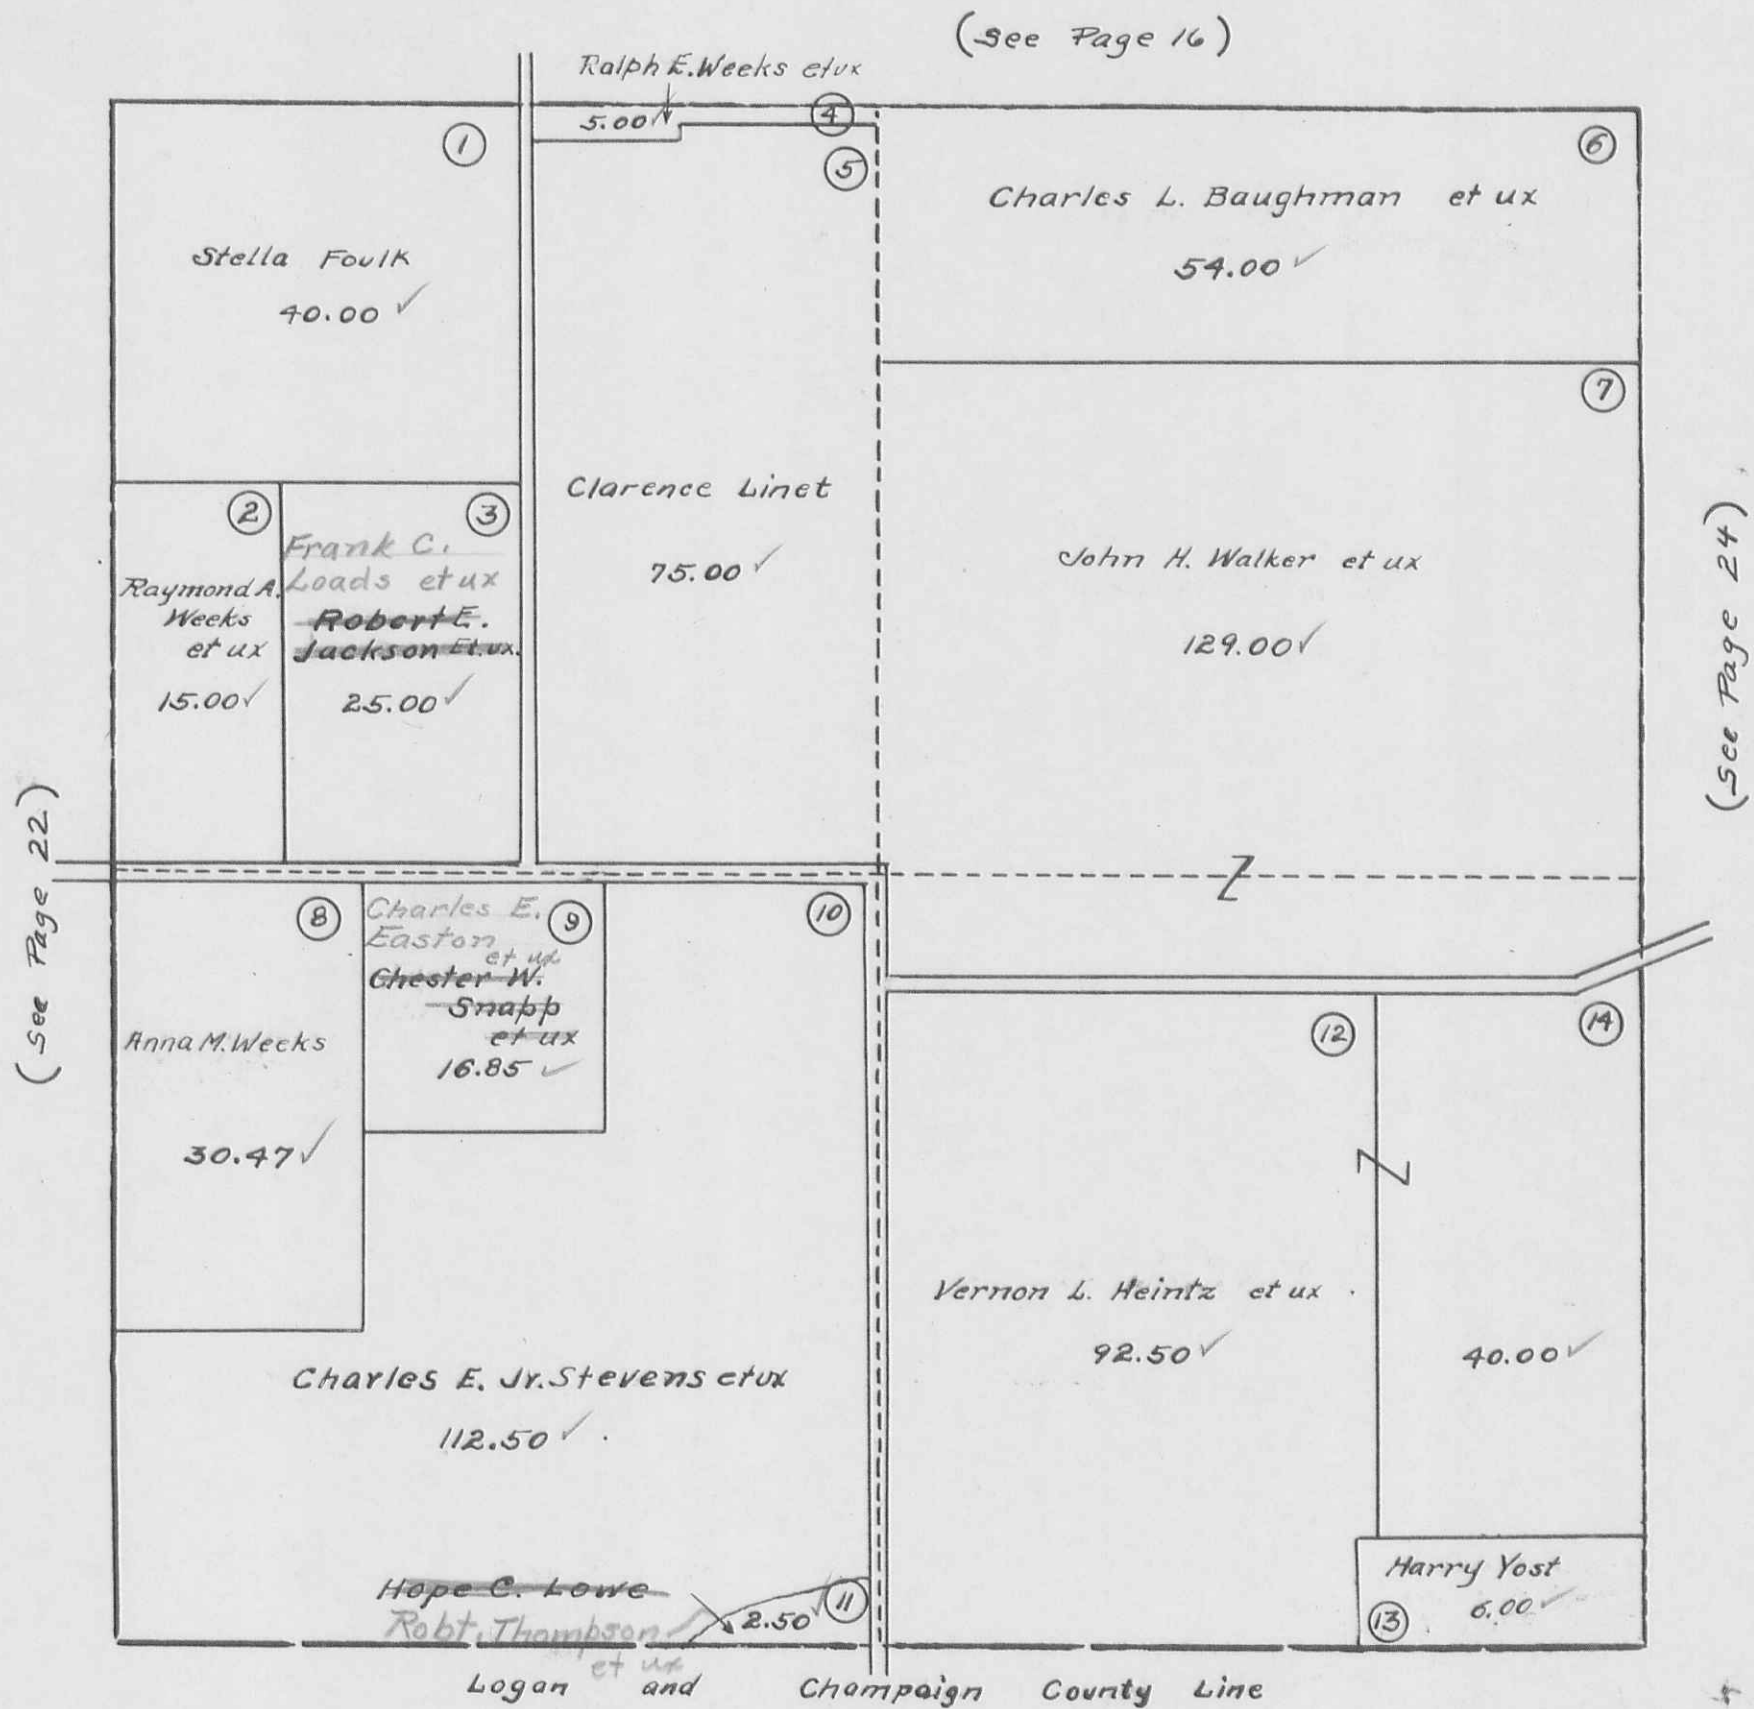 (See Page 16)
Ralph E. Weeks et ux
5.00 ✓
4
1
Stella Foulk
40.00 ✓
5
Clarence Linet
75.00 ✓
6
Charles L. Baughman et ux
54.00 ✓
7
John H. Walker et ux
129.00 ✓
2
Raymond A.
Weeks
et ux
15.00 ✓
3
Frank C.
Loads et ux
Robert E.
Jackson Et.ux.
25.00 ✓
(See Page 22)
(See Page 24)
Z
8
Anna M. Weeks
30.47 ✓
9
Charles E.
Easton
et ux
Chester W.
Snapp
et ux
16.85 ✓
10
Charles E. Jr. Stevens et ux
112.50 ✓
12
Vernon L. Heintz et ux
92.50 ✓
Z
14
40.00 ✓
Hope C. Lowe
Robt. Thompson
et ux
2.50 ✓
11
Harry Yost
6.00 ✓
13
Logan and Champaign County Line